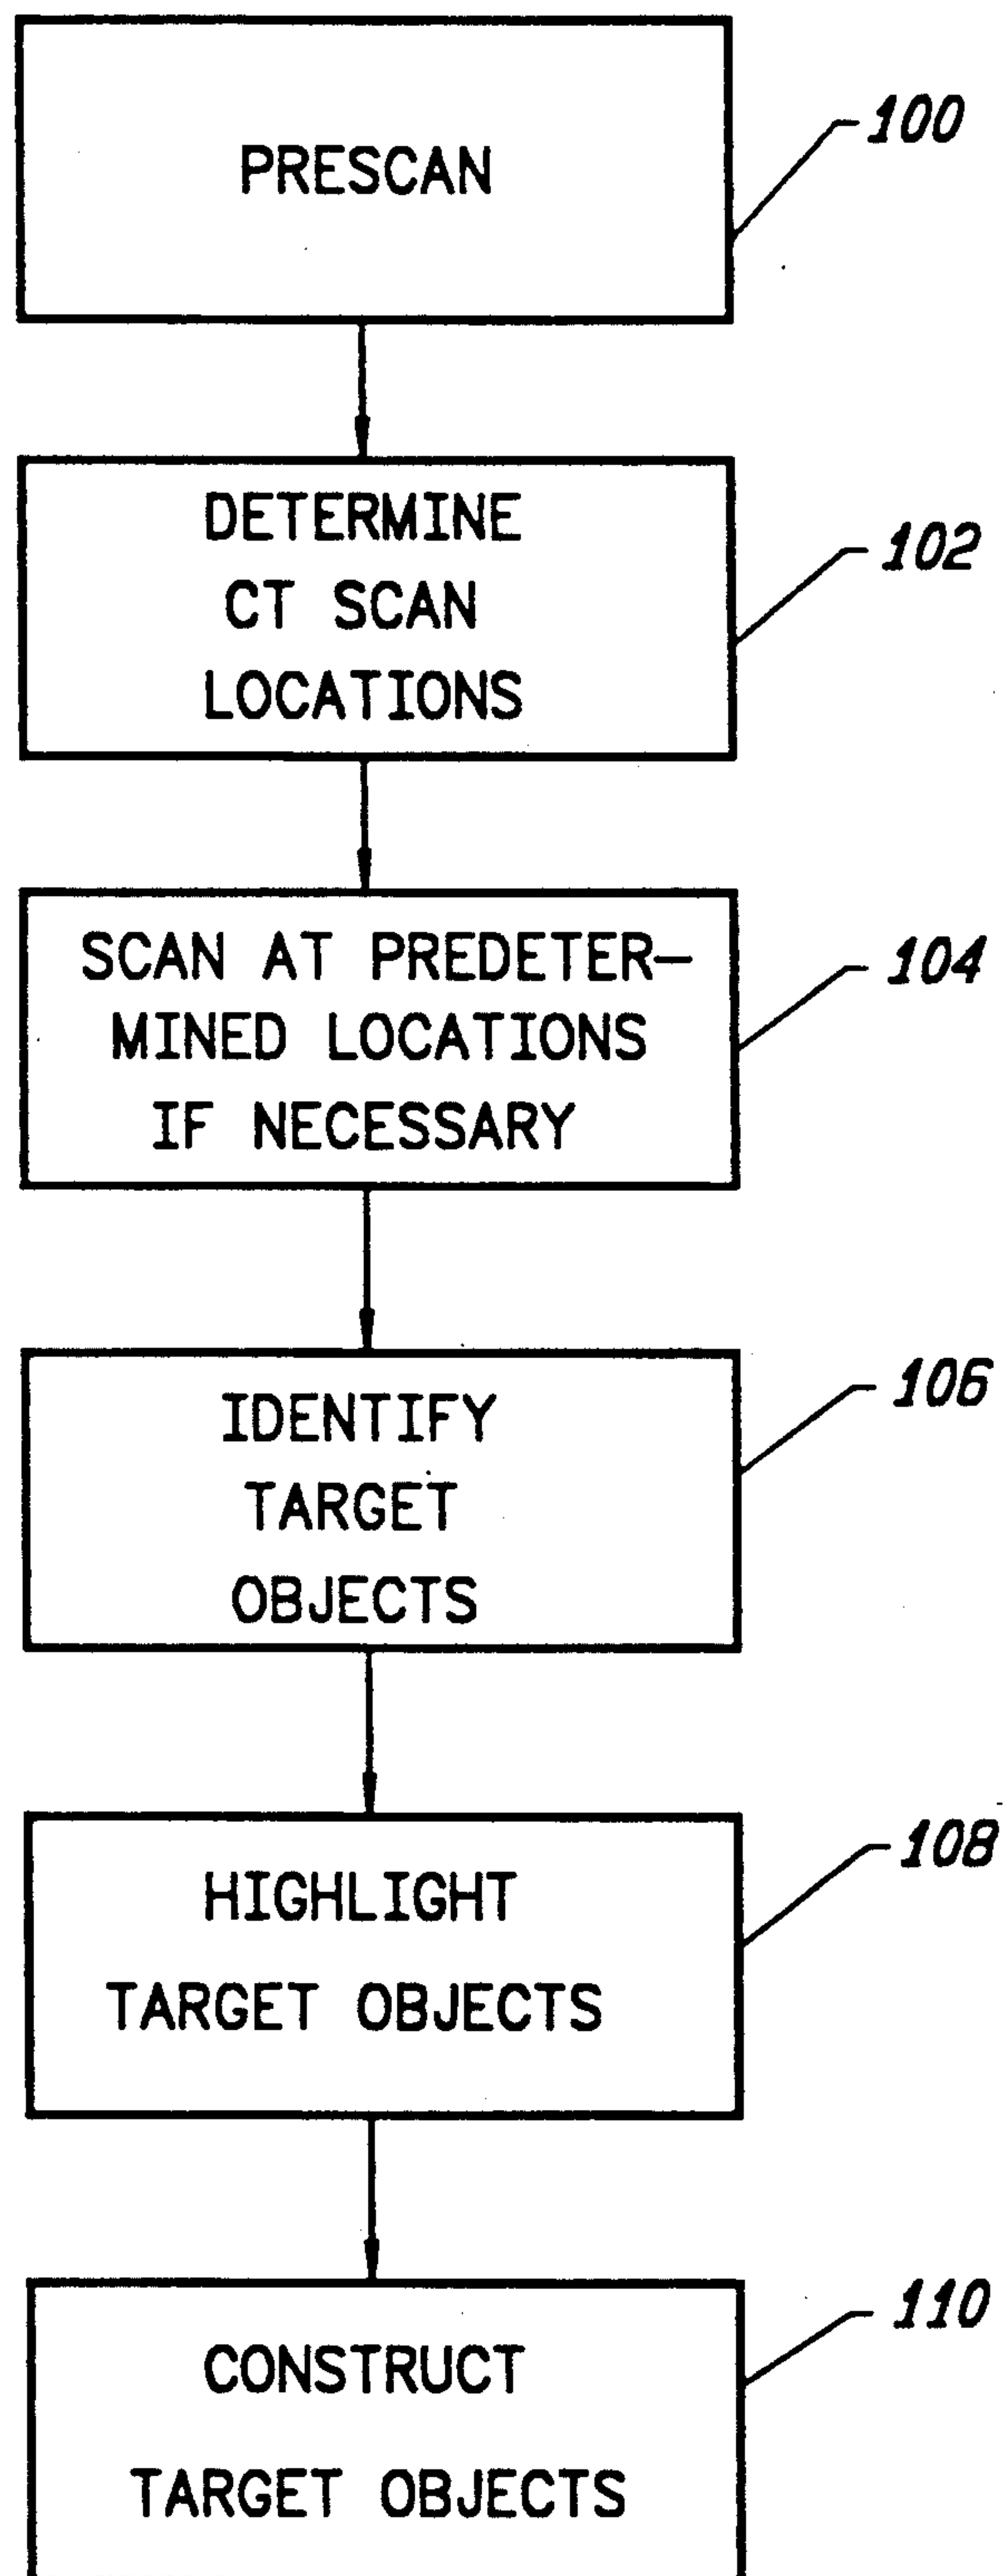 PRESCAN
100
DETERMINE
CT SCAN
LOCATIONS
102
SCAN AT PREDETER-
MINED LOCATIONS
IF NECESSARY
104
IDENTIFY
TARGET
OBJECTS
106
HIGHLIGHT
TARGET OBJECTS
108
CONSTRUCT
TARGET OBJECTS
110